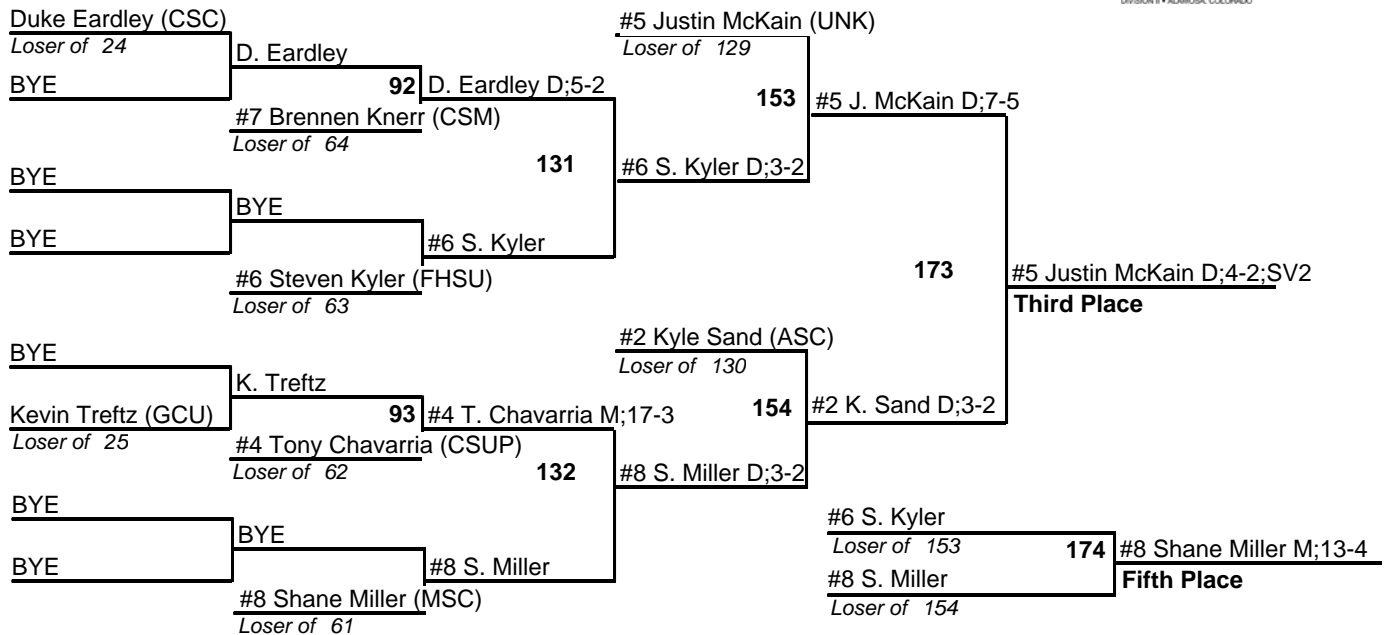 DIVISION II • ALAMOSA, COLORADO
Duke Eardley (CSC)
Loser of 24
BYE
D. Eardley
92
#7 Brennen Knerr (CSM)
Loser of 64
D. Eardley D;5-2
BYE
BYE
BYE
#6 Steven Kyler (FHSU)
Loser of 63
#6 S. Kyler
131
#5 Justin McKain (UNK)
Loser of 129
153
#6 S. Kyler D;3-2
#5 J. McKain D;7-5
BYE
Kevin Treftz (GCU)
Loser of 25
K. Treftz
93
#4 Tony Chavarria (CSUP)
Loser of 62
#4 T. Chavarria M;17-3
BYE
BYE
BYE
#8 Shane Miller (MSC)
Loser of 61
#8 S. Miller
132
#2 Kyle Sand (ASC)
Loser of 130
154
#8 S. Miller D;3-2
#2 K. Sand D;3-2
173
#5 Justin McKain D;4-2;SV2
Third Place
#6 S. Kyler
Loser of 153
174
#8 S. Miller
Loser of 154
#8 Shane Miller M;13-4
Fifth Place